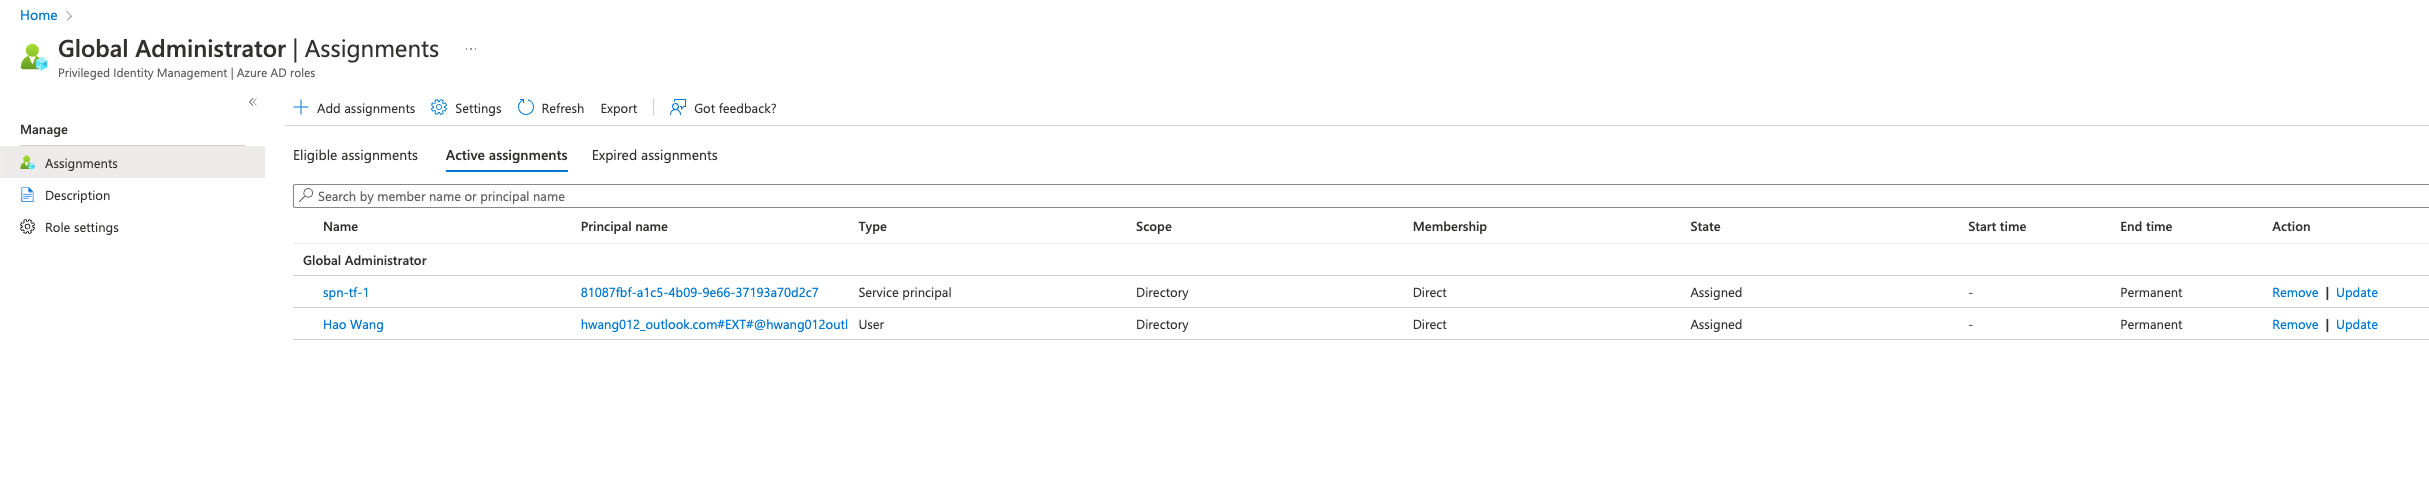 Home
Global Administrator | Assignments ...
Privileged Identity Management | Azure AD roles
«
Add assignments Settings Refresh Export Got feedback?
Manage
Assignments
Description
Role settings
Eligible assignments Active assignments Expired assignments
Search by member name or principal name
Name Principal name Type Scope Membership State Start time End time Action
Global Administrator
spn-tf-1 81087fbf-a1c5-4b09-9e66-37193a70d2c7 Service principal Directory Direct Assigned - Permanent Remove | Update
Hao Wang hwang012_outlook.com#EXT#@hwang012outl User Directory Direct Assigned - Permanent Remove | Update